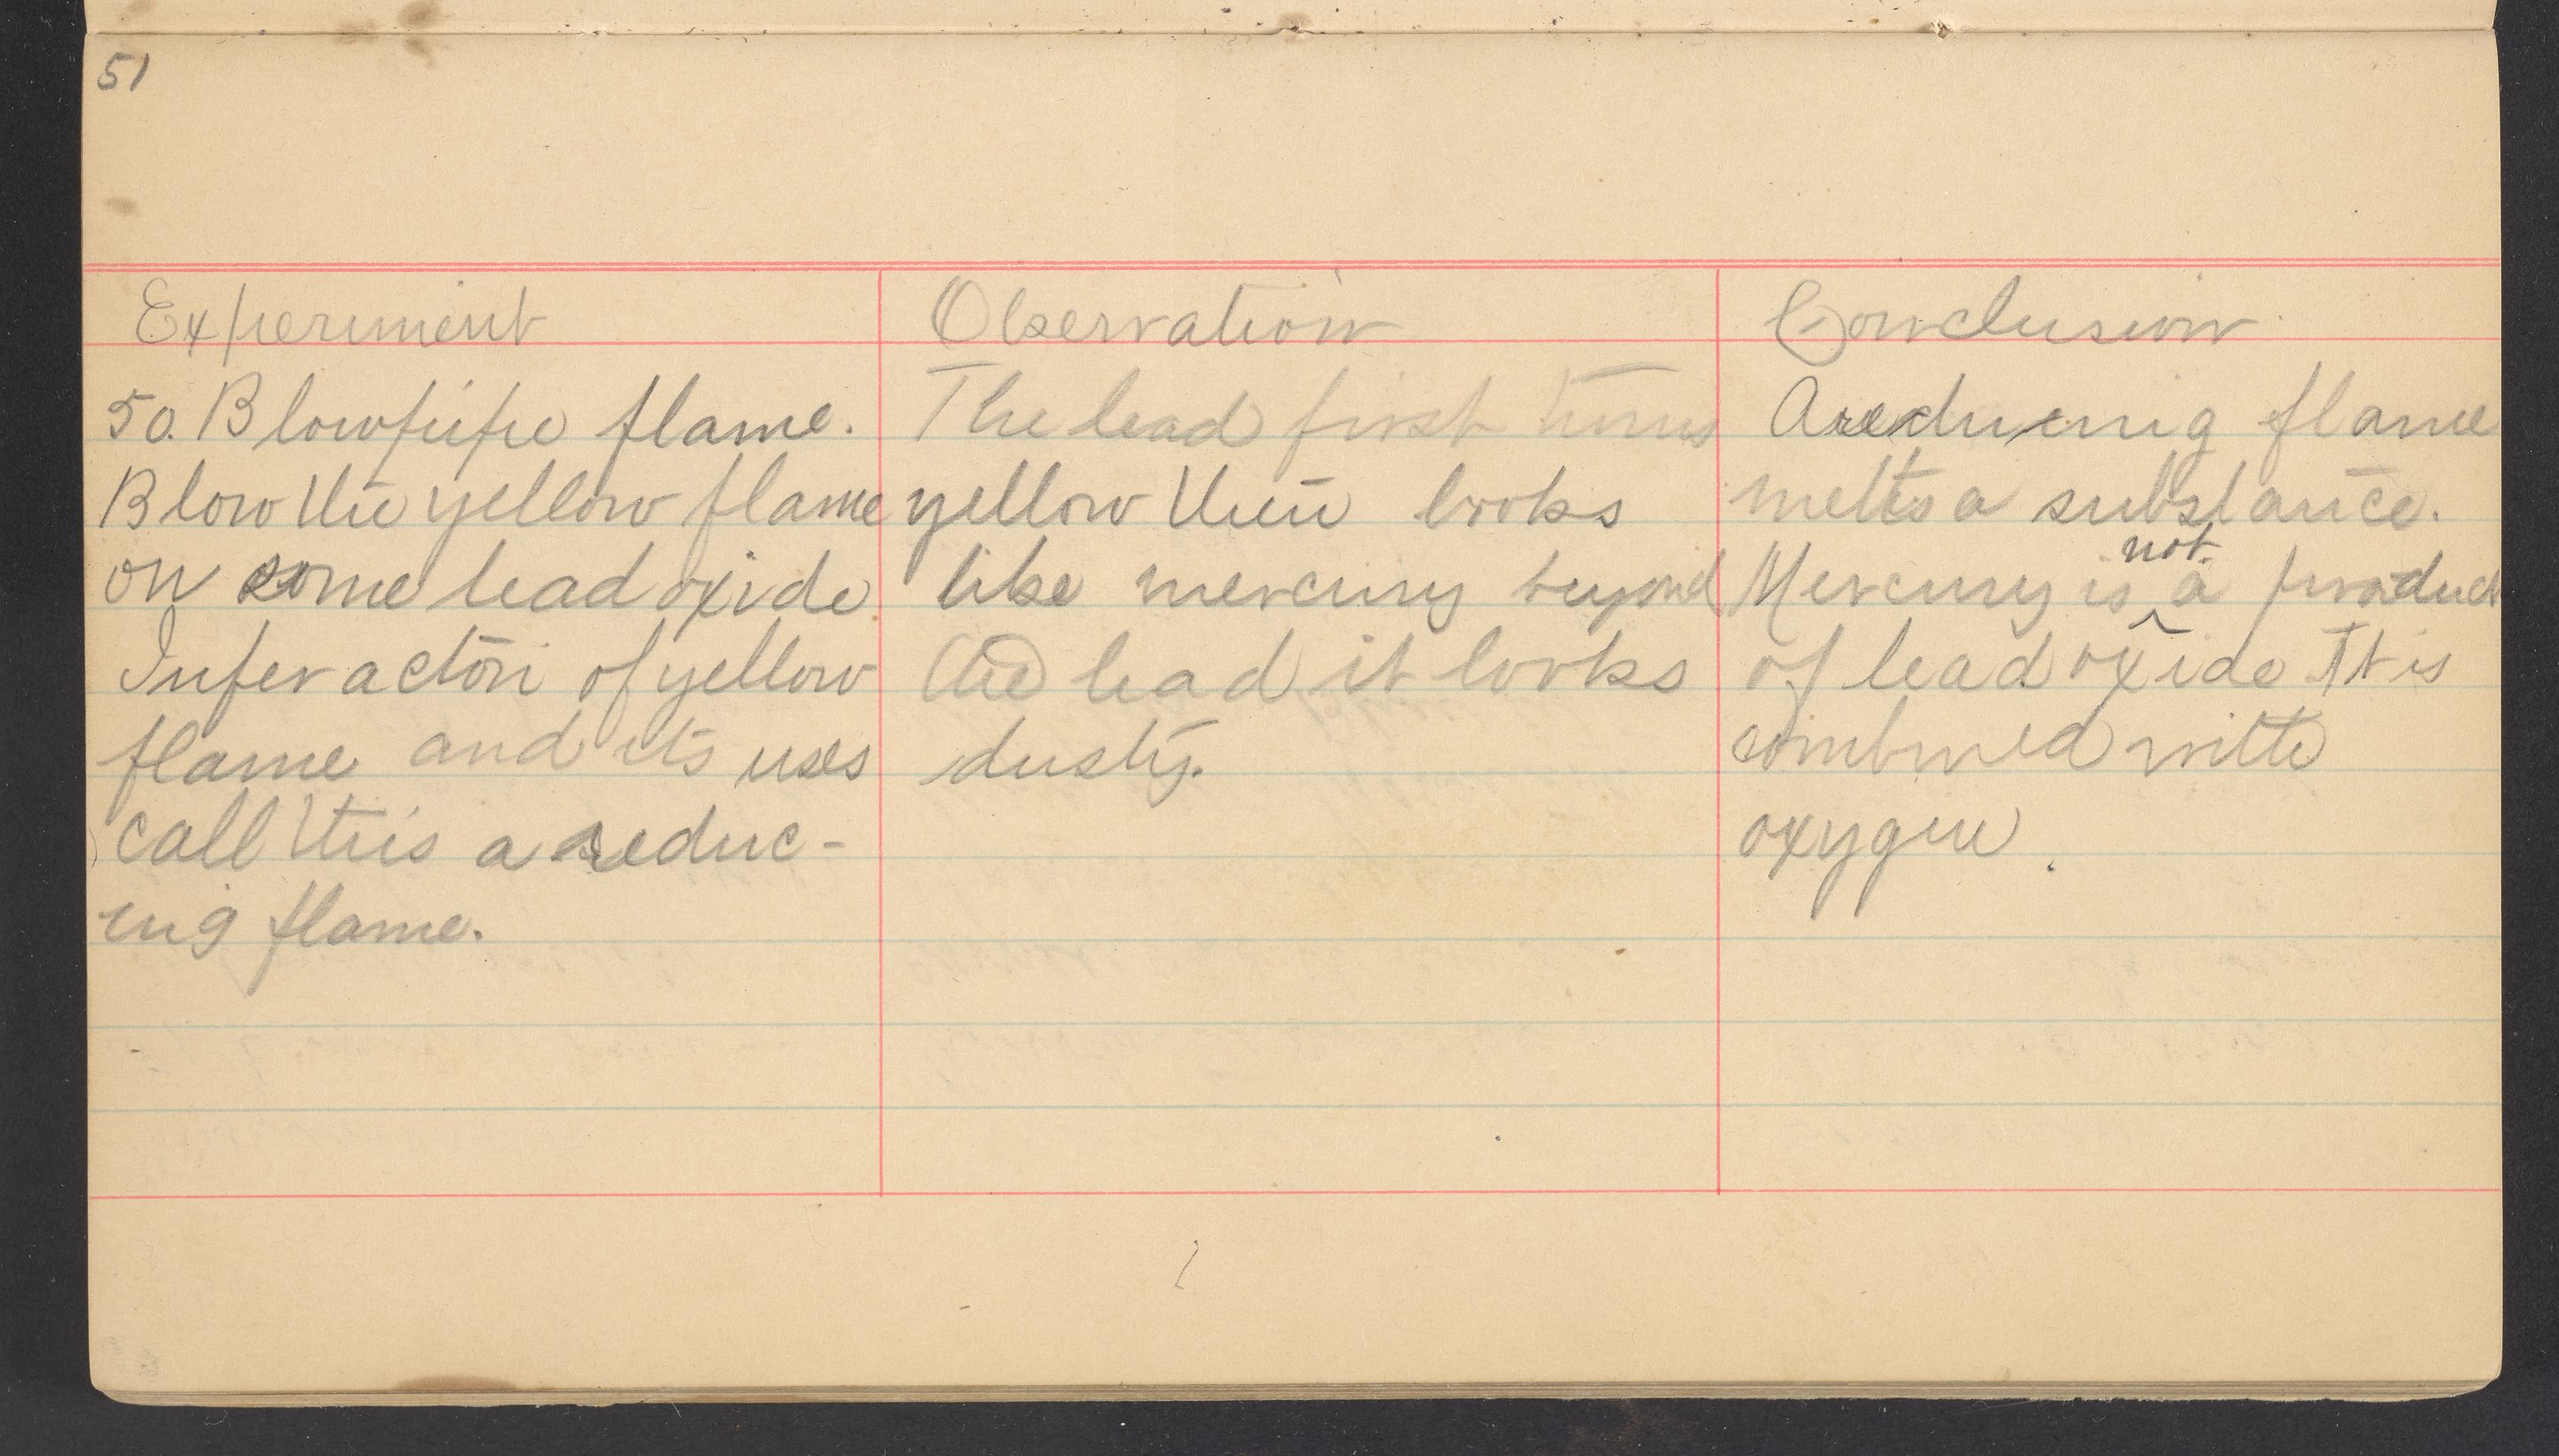 51
Experiment
50. Blowpipe flame.
Blow the yellow flame
on some lead oxide
Infer action of yellow
flame and its uses
call this a reduc-
ing flame.
Observation
The lead first turns
yellow then looks
like mercury beyond
the lead it looks
dusty.
Conclusion
A reducing flame
melts a substance.
not
Mercury is a product
of lead oxide It is
combined with
oxygen.